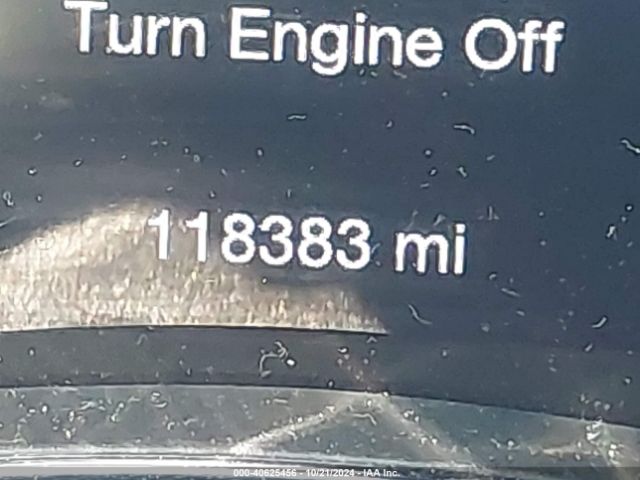 Turn Engine Off
118383 mi
000-40625456 - 10/21/2024 - IAA Inc.